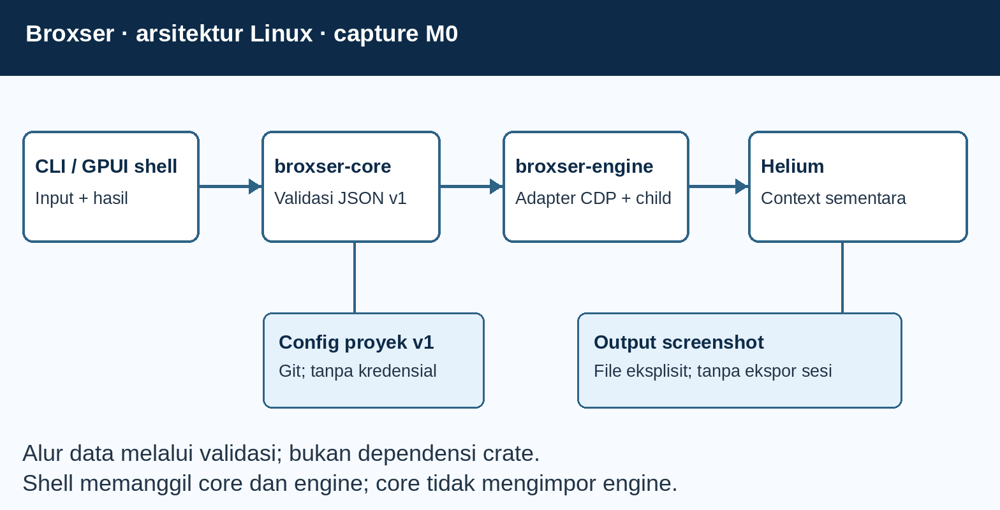 Broxser · arsitektur Linux · capture M0
CLI / GPUI shell
Input + hasil
broxser-core
Validasi JSON v1
broxser-engine
Adapter CDP + child
Helium
Context sementara
Config proyek v1
Git; tanpa kredensial
Output screenshot
File eksplisit; tanpa ekspor sesi
Alur data melalui validasi; bukan dependensi crate.
Shell memanggil core dan engine; core tidak mengimpor engine.